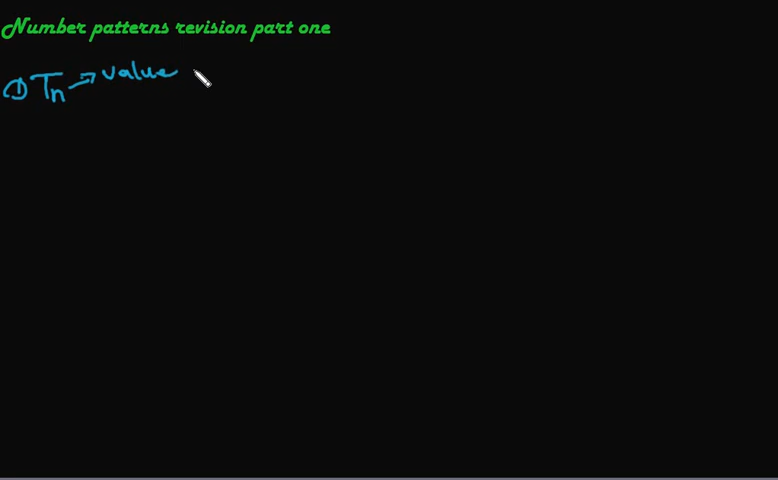 Number patterns revision part one
① Tn → value